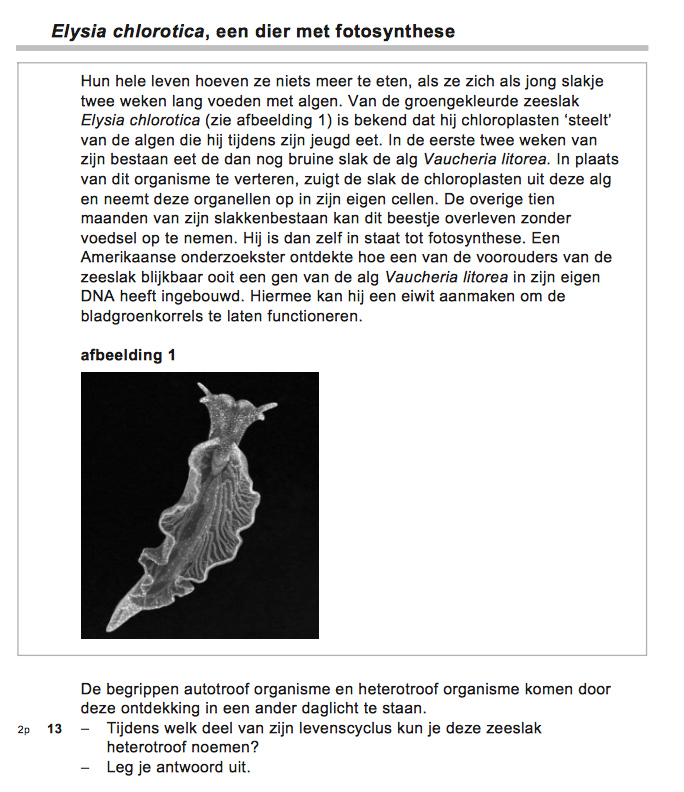 Elysia chlorotica, een dier met fotosynthese
Hun hele leven hoeven ze niets meer te eten, als ze zich als jong slakje
twee weken lang voeden met algen. Van de groengekleurde zeeslak
Elysia chlorotica (zie afbeelding 1) is bekend dat hij chloroplasten ‘steelt’
van de algen die hij tijdens zijn jeugd eet. In de eerste twee weken van
zijn bestaan eet de dan nog bruine slak de alg Vaucheria litorea. In plaats
van dit organisme te verteren, zuigt de slak de chloroplasten uit deze alg
en neemt deze organellen op in zijn eigen cellen. De overige tien
maanden van zijn slakkenbestaan kan dit beestje overleven zonder
voedsel op te nemen. Hij is dan zelf in staat tot fotosynthese. Een
Amerikaanse onderzoekster ontdekte hoe een van de voorouders van de
zeeslak blijkbaar ooit een gen van de alg Vaucheria litorea in zijn eigen
DNA heeft ingebouwd. Hiermee kan hij een eiwit aanmaken om de
bladgroenkorrels te laten functioneren.
afbeelding 1
De begrippen autotroof organisme en heterotroof organisme komen door
deze ontdekking in een ander daglicht te staan.
2p 13 – Tijdens welk deel van zijn levenscyclus kun je deze zeeslak
heterotroof noemen?
– Leg je antwoord uit.